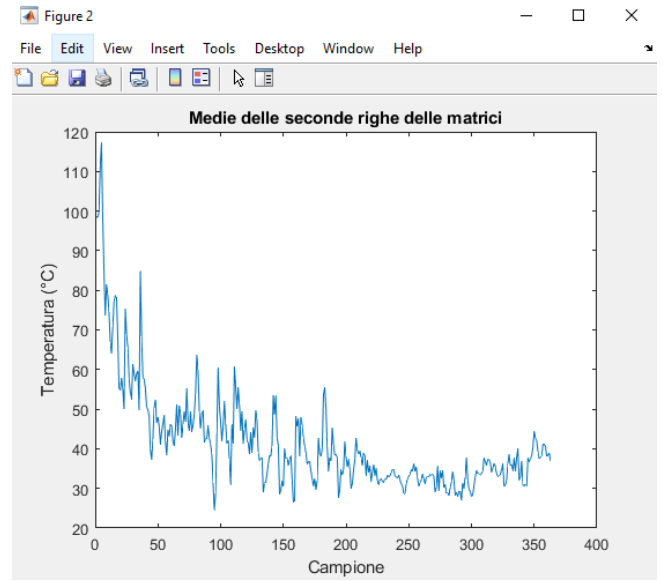 Figure 2
File Edit View Insert Tools Desktop Window Help
Medie delle seconde righe delle matrici
120
110
100
90
80
70
60
50
40
30
20
Temperatura (°C)
0 50 100 150 200 250 300 350 400
Campione